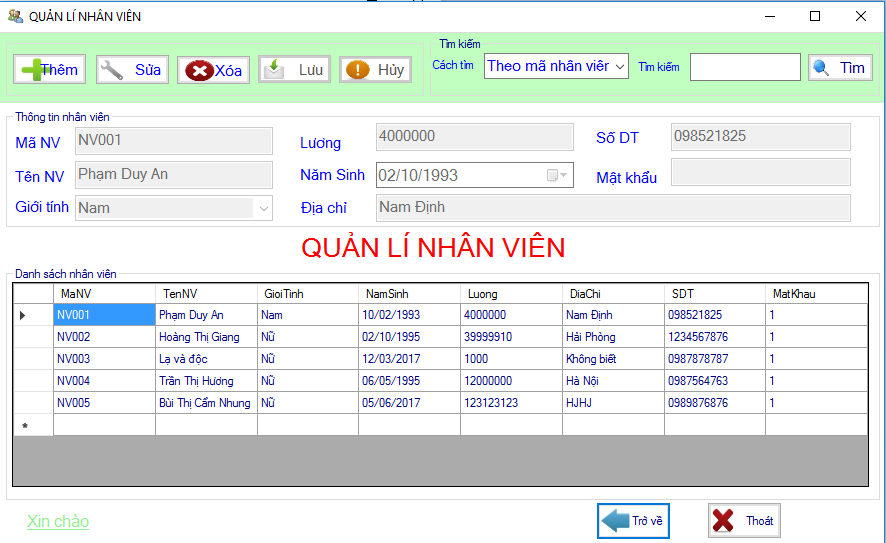 QUẢN LÍ NHÂN VIÊN
Thêm Sửa Xóa Lưu Hủy
Tìm kiếm
Cách tìm Theo mã nhân viêr Tìm kiếm Tìm
Thông tin nhân viên
Mã NV NV001 Lương 4000000 Số DT 098521825
Tên NV Phạm Duy An Năm Sinh 02/10/1993 Mật khẩu
Giới tính Nam Địa chỉ Nam Định
QUẢN LÍ NHÂN VIÊN
Danh sách nhân viên
MaNV TenNV GioiTinh NamSinh Luong DiaChi SDT MatKhau
NV001 Phạm Duy An Nam 10/02/1993 4000000 Nam Định 098521825 1
NV002 Hoàng Thị Giang Nữ 02/10/1995 39999910 Hải Phòng 1234567876 1
NV003 Lạ và độc Nữ 12/03/2017 1000 Không biết 0987878787 1
NV004 Trần Thị Hương Nữ 06/05/1995 12000000 Hà Nội 0987564763 1
NV005 Bùi Thị Cẩm Nhung Nữ 05/06/2017 123123123 HJHJ 0989876876 1
Xin chào Trở về Thoát